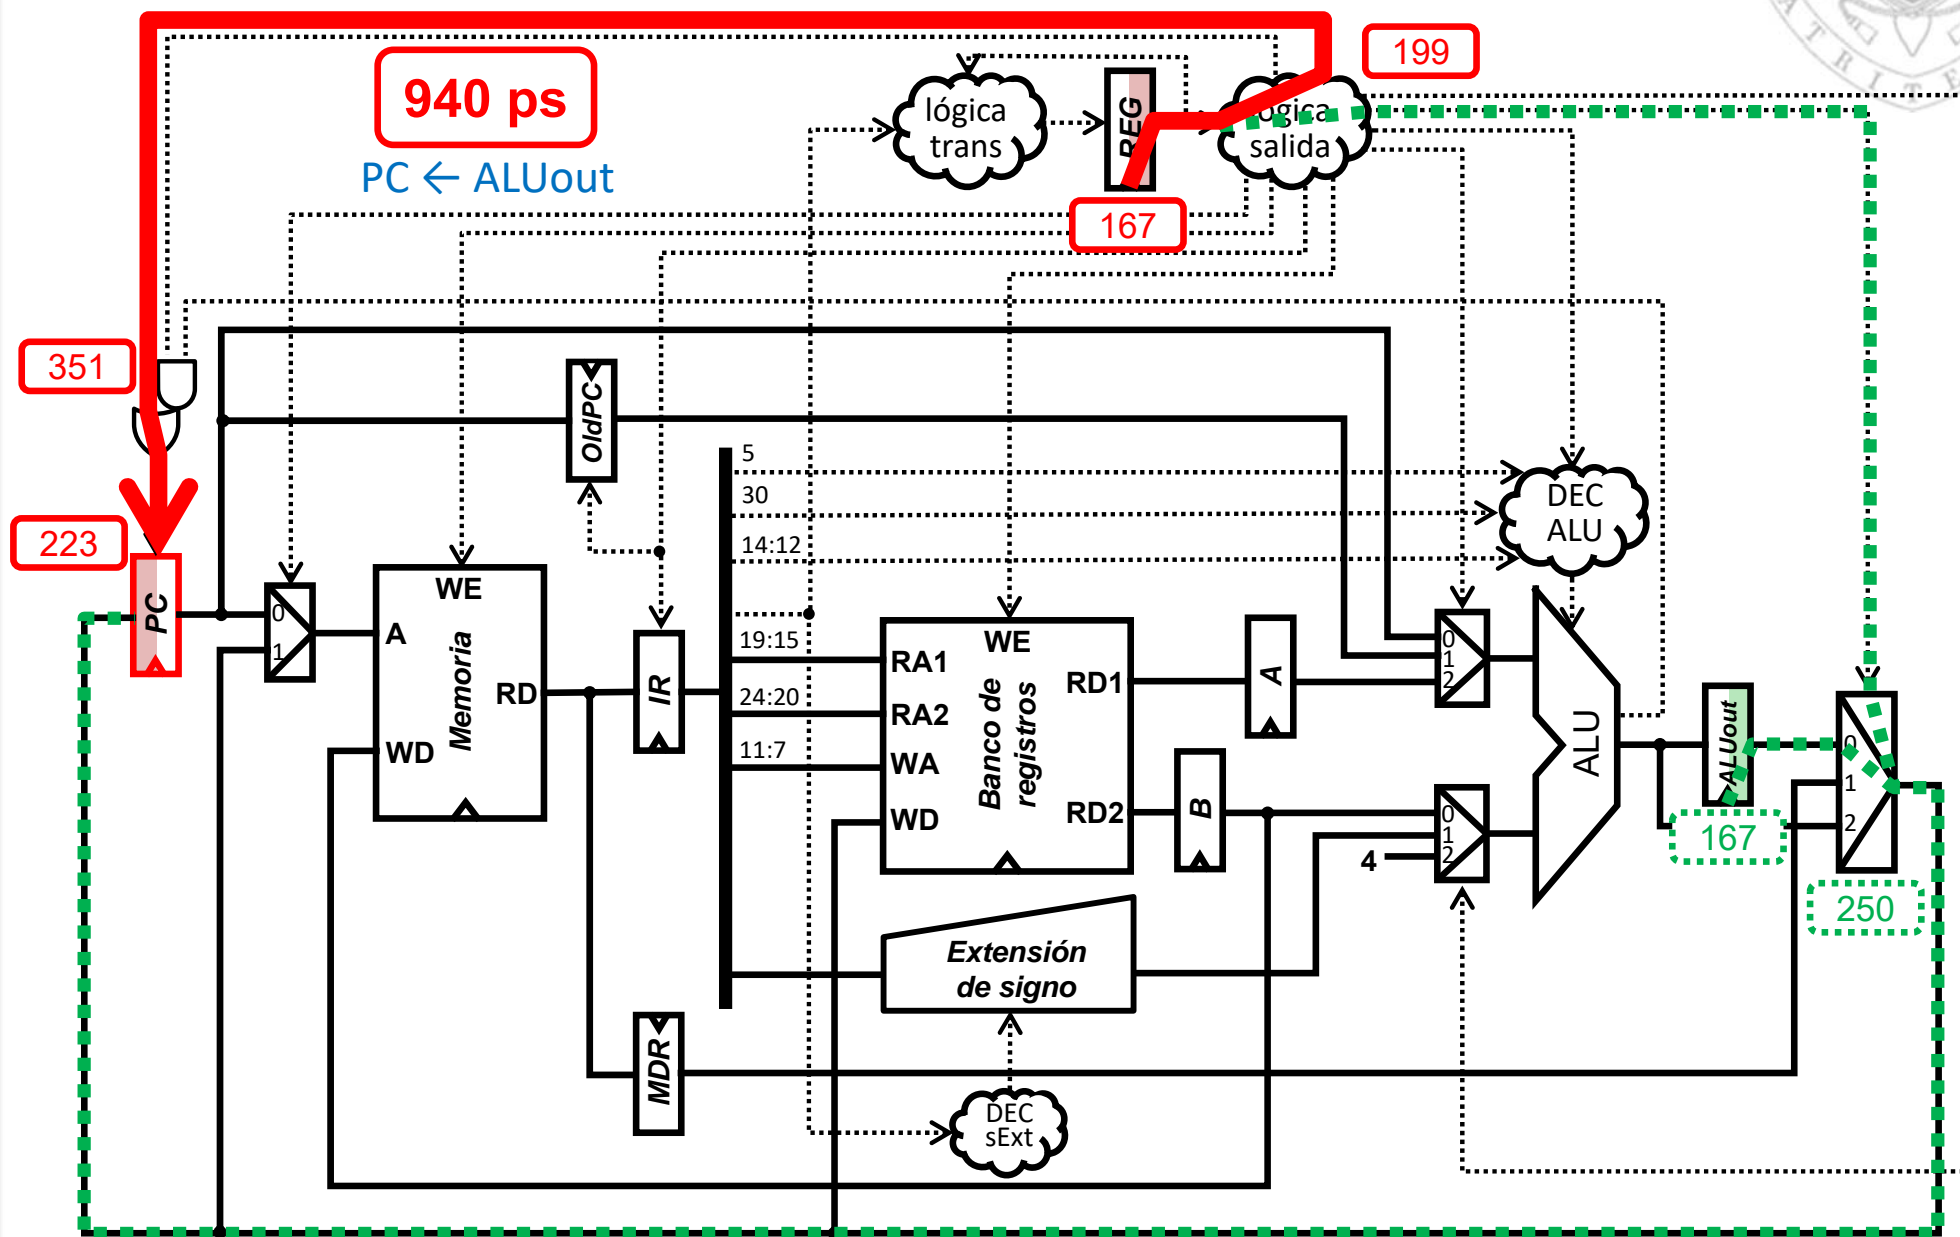 ATRITE
199
940 ps
PC ← ALUout
lógica
trans
REG
lógica
salida
167
351
OldPC
5
30
14:12
DEC
ALU
223
PC
0
1
WE
A
Memoria
RD
WD
IR
19:15
24:20
11:7
WE
RA1
RA2
WA
WD
Banco de
registros
RD1
RD2
A
B
0
1
2
0
1
2
4
ALU
ALUout
0
1
2
167
250
Extensión
de signo
MDR
DEC
sExt